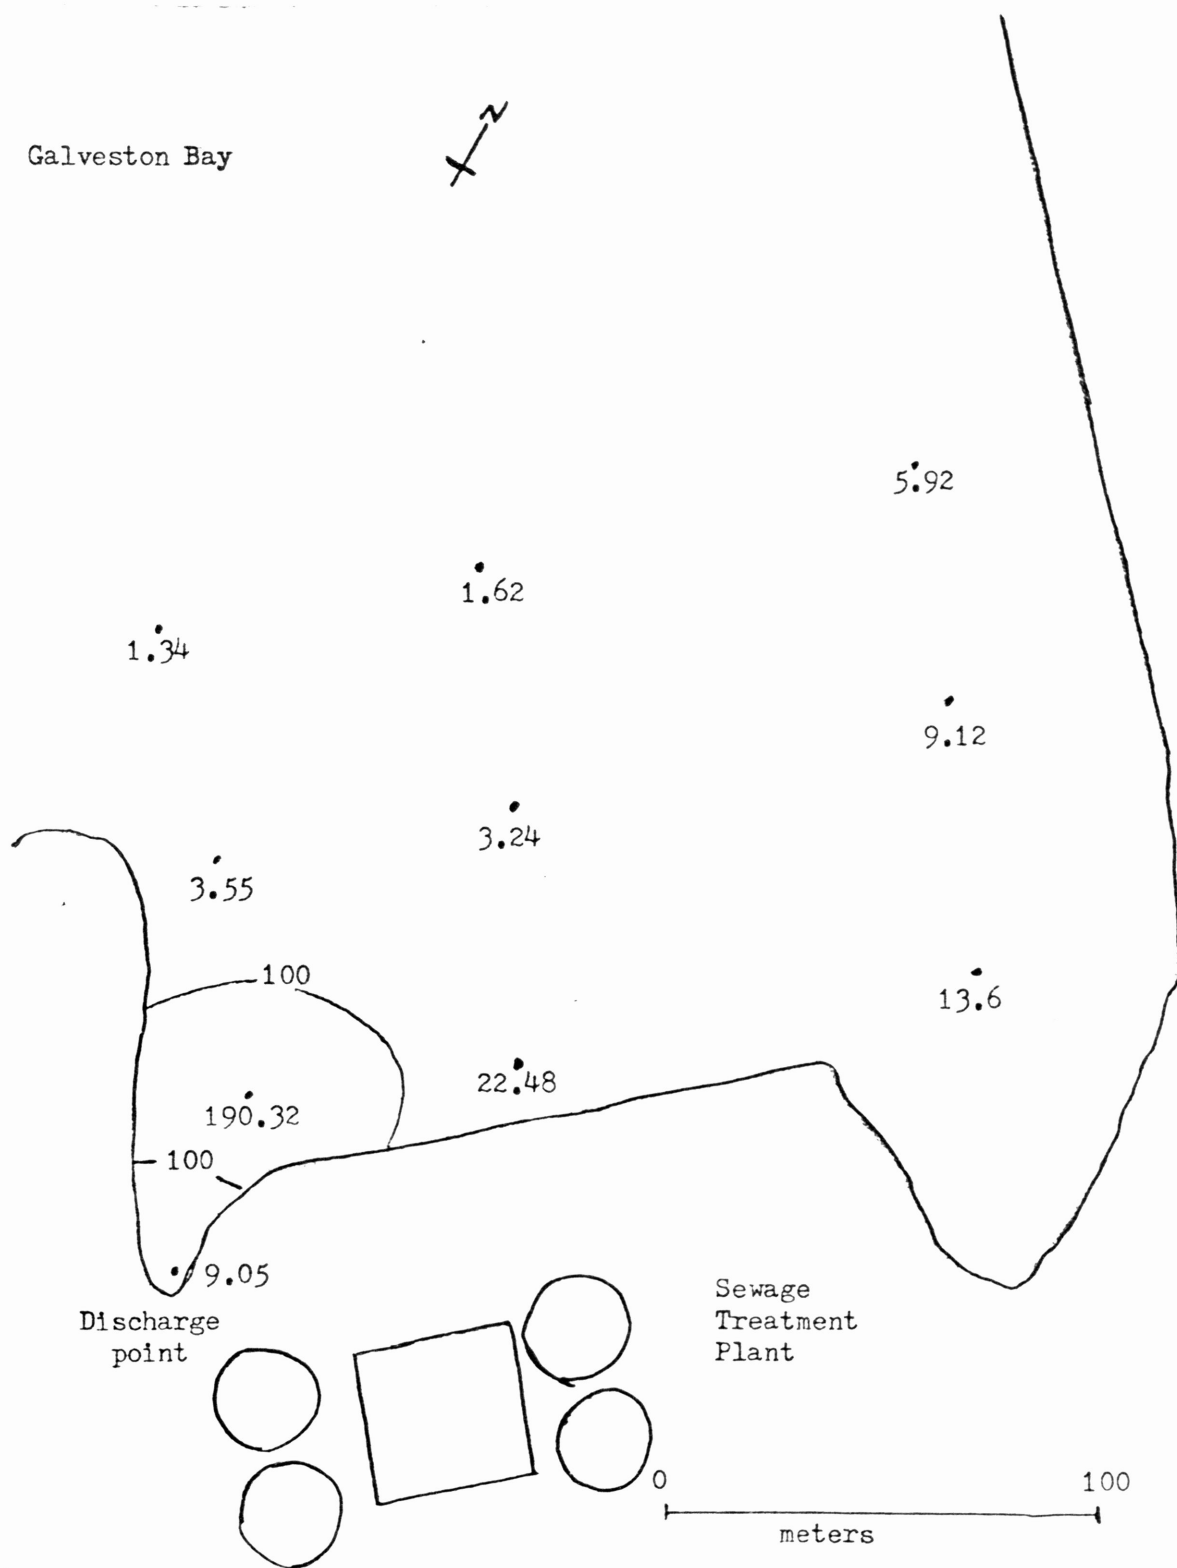 N
Galveston Bay
5.92
1.62
1.34
9.12
3.24
3.55
100
13.6
22.48
190.32
100
9.05
Discharge
point
Sewage
Treatment
Plant
0 100
meters